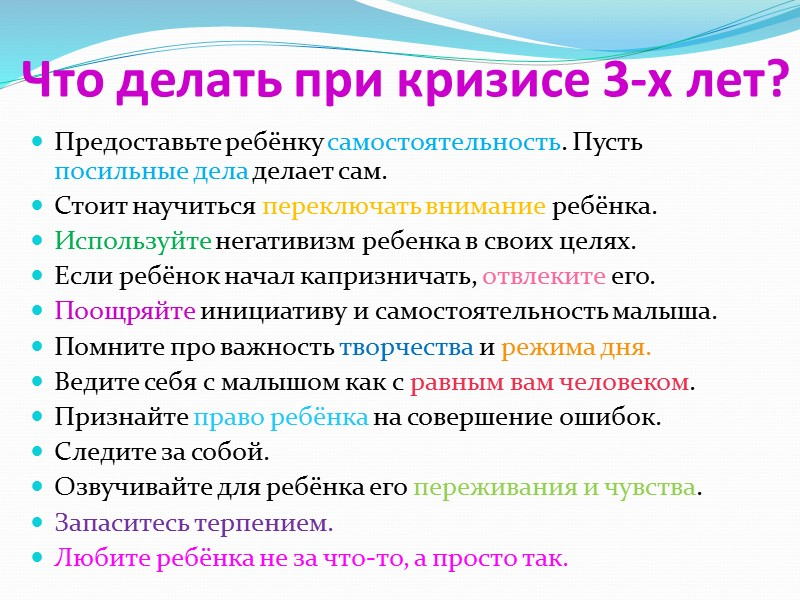 Что делать при кризисе 3-х лет?
Предоставьте ребёнку самостоятельность. Пусть
посильные дела делает сам.
Стоит научиться переключать внимание ребёнка.
Используйте негативизм ребенка в своих целях.
Если ребёнок начал капризничать, отвлеките его.
Поощряйте инициативу и самостоятельность малыша.
Помните про важность творчества и режима дня.
Ведите себя с малышом как с равным вам человеком.
Признайте право ребёнка на совершение ошибок.
Следите за собой.
Озвучивайте для ребёнка его переживания и чувства.
Запаситесь терпением.
Любите ребёнка не за что-то, а просто так.